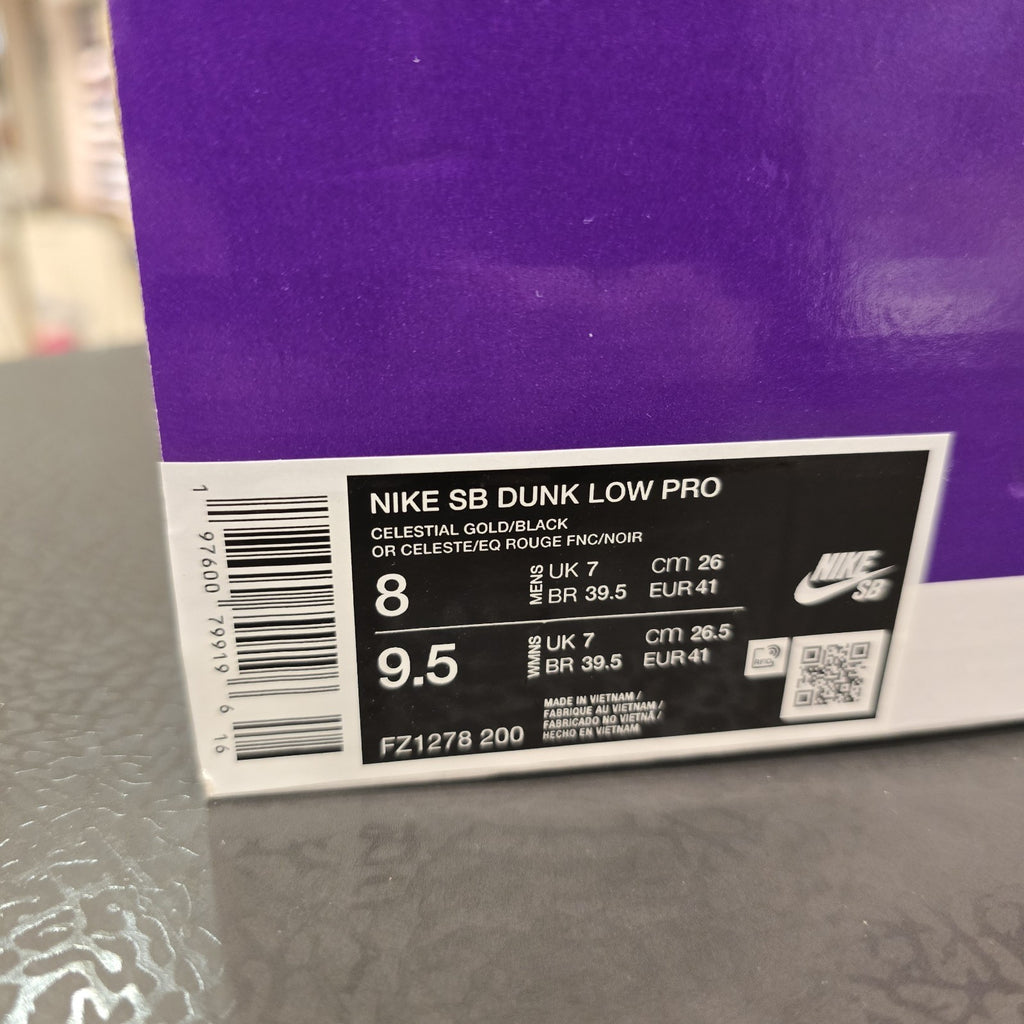 NIKE SB DUNK LOW PRO
CELESTIAL GOLD/BLACK
OR CELESTE/EQ ROUGE FNC/NOIR
8 MENS UK 7 cm 26
BR 39.5 EUR 41
9.5 WMNS UK 7 cm 26.5
BR 39.5 EUR 41
FZ1278 200
MADE IN VIETNAM /
FABRIQUE AU VIETNAM /
FABRICADO NO VIETNÃ /
HECHO EN VIETNAM
NIKE
SB
RFID
1 97600 79919 6 16